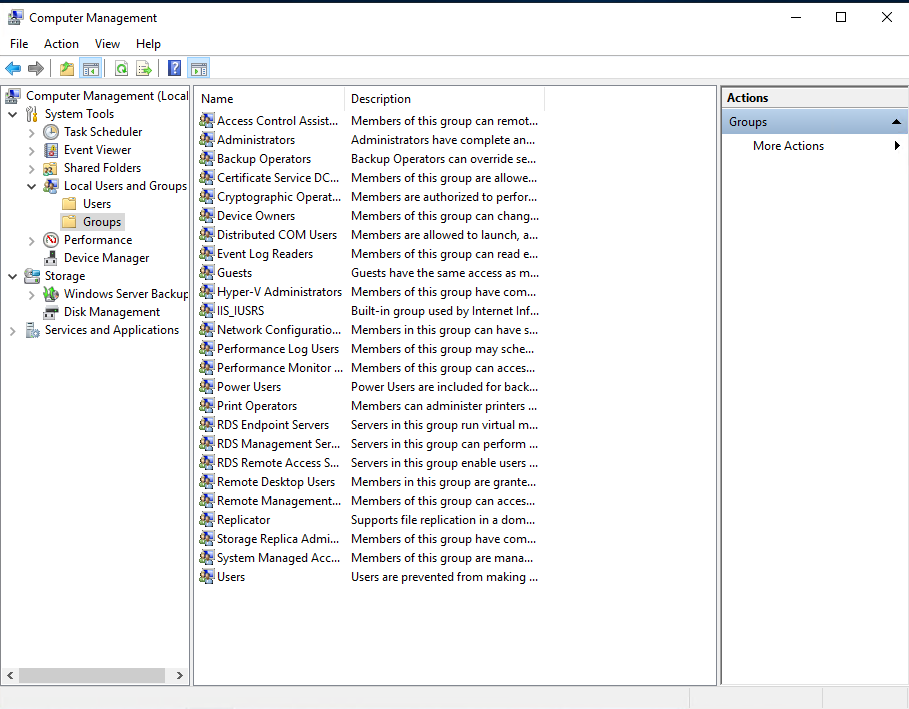 Computer Management
File Action View Help
Computer Management (Local
System Tools
Task Scheduler
Event Viewer
Shared Folders
Local Users and Groups
Users
Groups
Performance
Device Manager
Storage
Windows Server Backup
Disk Management
Services and Applications
Name Description
Access Control Assist... Members of this group can remot...
Administrators Administrators have complete an...
Backup Operators Backup Operators can override se...
Certificate Service DC... Members of this group are allowe...
Cryptographic Operat... Members are authorized to perfor...
Device Owners Members of this group can chang...
Distributed COM Users Members are allowed to launch, a...
Event Log Readers Members of this group can read e...
Guests Guests have the same access as m...
Hyper-V Administrators Members of this group have com...
IIS_IUSRS Built-in group used by Internet Inf...
Network Configuratio... Members in this group can have s...
Performance Log Users Members of this group may sche...
Performance Monitor ... Members of this group can acces...
Power Users Power Users are included for back...
Print Operators Members can administer printers ...
RDS Endpoint Servers Servers in this group run virtual m...
RDS Management Ser... Servers in this group can perform ...
RDS Remote Access S... Servers in this group enable users ...
Remote Desktop Users Members in this group are grante...
Remote Management... Members of this group can acces...
Replicator Supports file replication in a dom...
Storage Replica Admi... Members of this group have com...
System Managed Acc... Members of this group are mana...
Users Users are prevented from making ...
Actions
Groups
More Actions